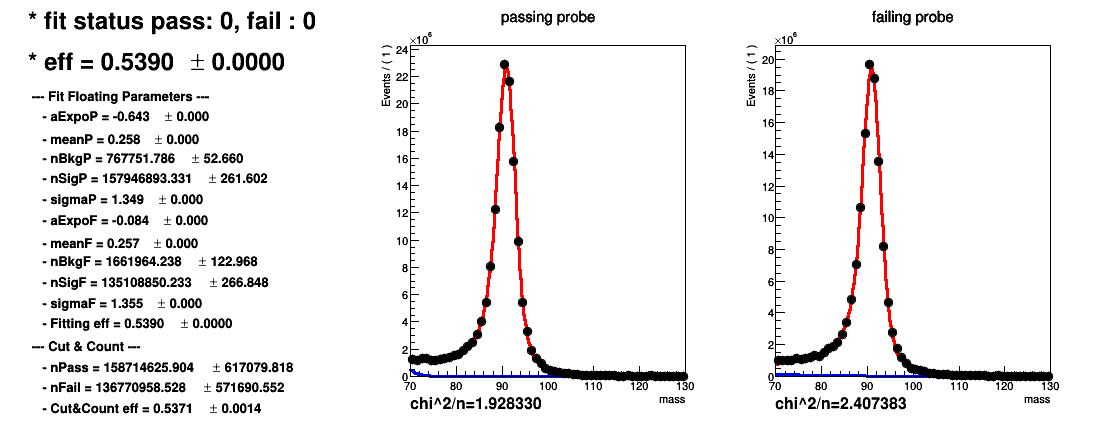 * fit status pass: 0, fail : 0
* eff = 0.5390 ± 0.0000
--- Fit Floating Parameters ---
- aExpoP = -0.643 ± 0.000
- meanP = 0.258 ± 0.000
- nBkgP = 767751.786 ± 52.660
- nSigP = 157946893.331 ± 261.602
- sigmaP = 1.349 ± 0.000
- aExpoF = -0.084 ± 0.000
- meanF = 0.257 ± 0.000
- nBkgF = 1661964.238 ± 122.968
- nSigF = 135108850.233 ± 266.848
- sigmaF = 1.355 ± 0.000
- Fitting eff = 0.5390 ± 0.0000
--- Cut & Count ---
- nPass = 158714625.904 ± 617079.818
- nFail = 136770958.528 ± 571690.552
- Cut&Count eff = 0.5371 ± 0.0014
passing probe
×10^6
Events / ( 1 )
24
22
20
18
16
14
12
10
8
6
4
2
0
70 80 90 100 110 120 130
mass
chi^2/n=1.928330
failing probe
×10^6
Events / ( 1 )
20
18
16
14
12
10
8
6
4
2
0
70 80 90 100 110 120 130
mass
chi^2/n=2.407383